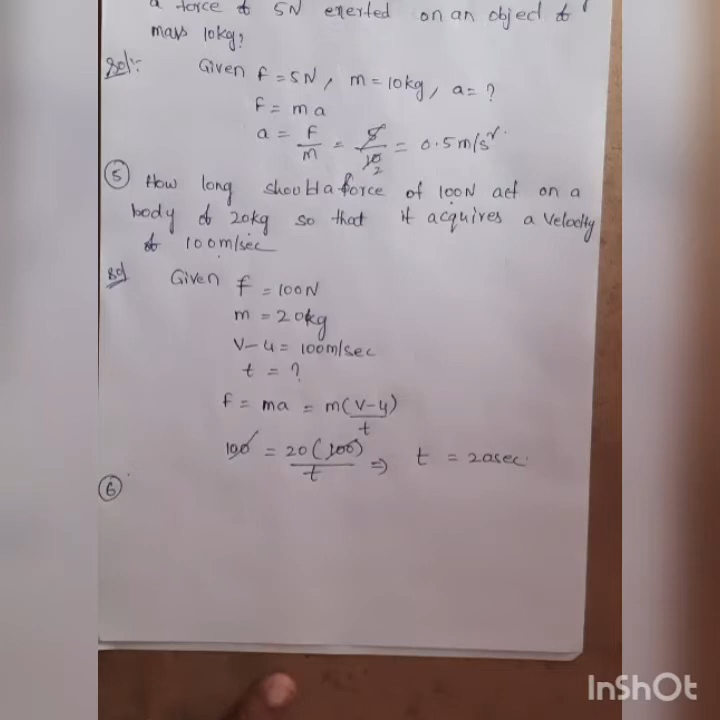 a force of 5N exerted on an object of
mass 10kg?
Sol:- Given f = 5N, m = 10kg, a = ?
F = ma
a = F/m = 5/10 2 = 0.5 m/s²
⑤ How long should a force of 100N act on a
body of 20kg so that it acquires a velocity
of 100m/sec
Sol Given f = 100N
m = 20kg
v-u = 100m/sec
t = ?
f = ma = m(v-u)/t
100 = 20(100)/t ⇒ t = 20sec.
⑥
InShOt